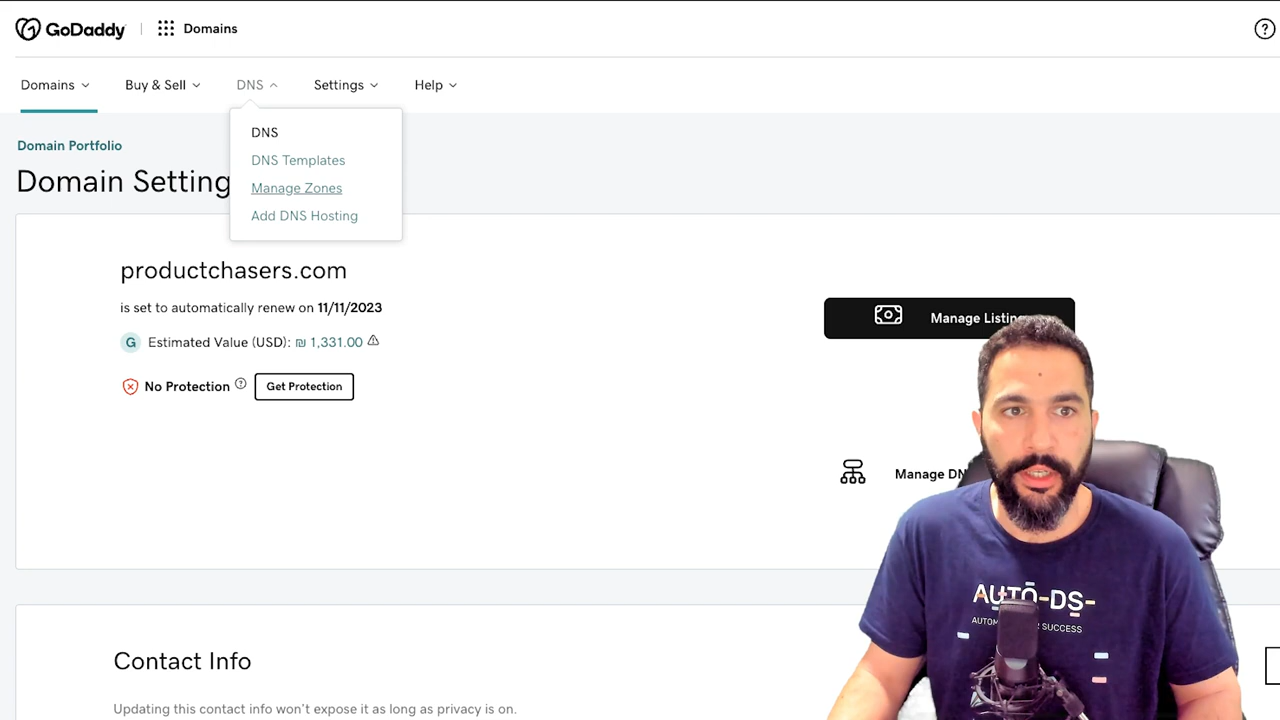 GoDaddy
Domains
Domains
Buy & Sell
DNS
Settings
Help
DNS
DNS Templates
Manage Zones
Add DNS Hosting
Domain Portfolio
Domain Setting
productchasers.com
is set to automatically renew on 11/11/2023
G Estimated Value (USD): ₪ 1,331.00
No Protection
Get Protection
Manage Listing
Manage DN
AUTO-DS-
SUCCESS
Contact Info
Updating this contact info won't expose it as long as privacy is on.